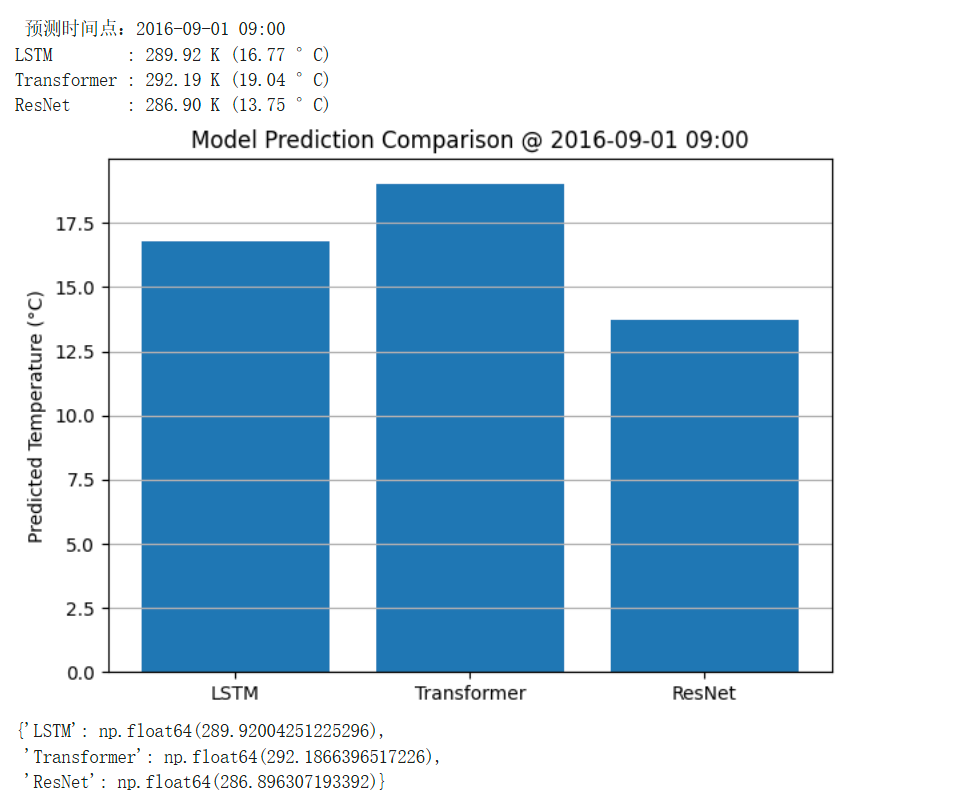 预测时间点：2016-09-01 09:00
LSTM : 289.92 K (16.77 °C)
Transformer : 292.19 K (19.04 °C)
ResNet : 286.90 K (13.75 °C)
Model Prediction Comparison @ 2016-09-01 09:00
Predicted Temperature (°C)
17.5
15.0
12.5
10.0
7.5
5.0
2.5
0.0
LSTM Transformer ResNet
{'LSTM': np.float64(289.92004251225296),
'Transformer': np.float64(292.1866396517226),
'ResNet': np.float64(286.896307193392)}